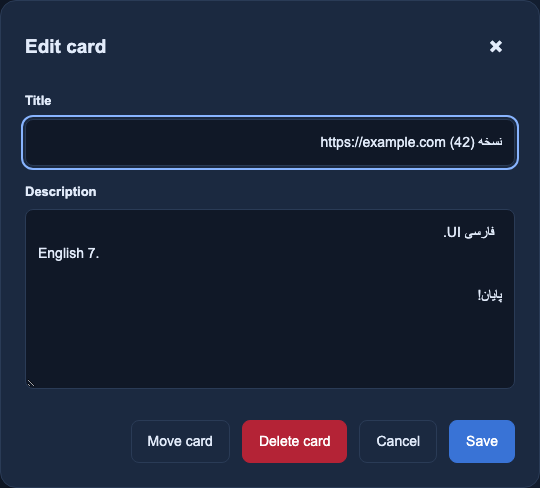 Edit card
✖
Title
نسخه (42) https://example.com
Description
فارسی UI.
English 7.
پایان!
Move card
Delete card
Cancel
Save